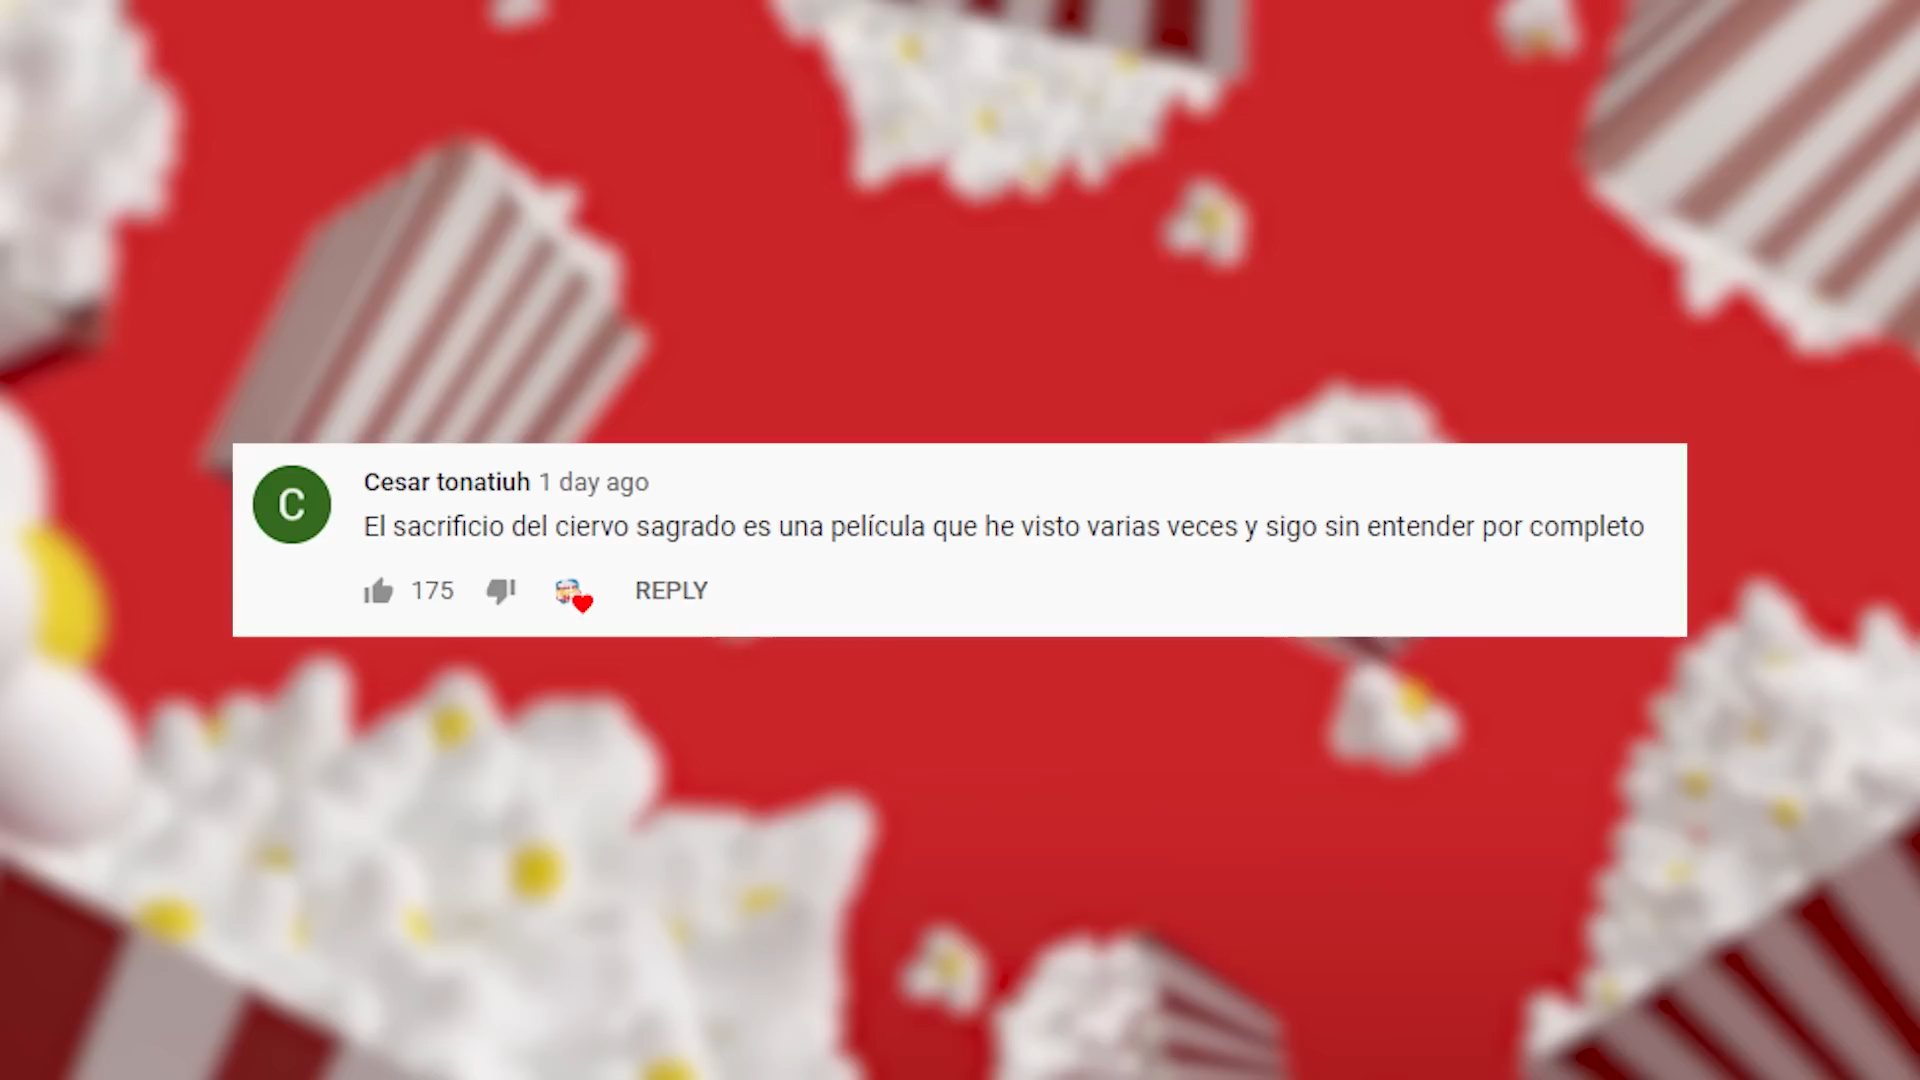 C
Cesar tonatiuh 1 day ago
El sacrificio del ciervo sagrado es una película que he visto varias veces y sigo sin entender por completo
175 REPLY